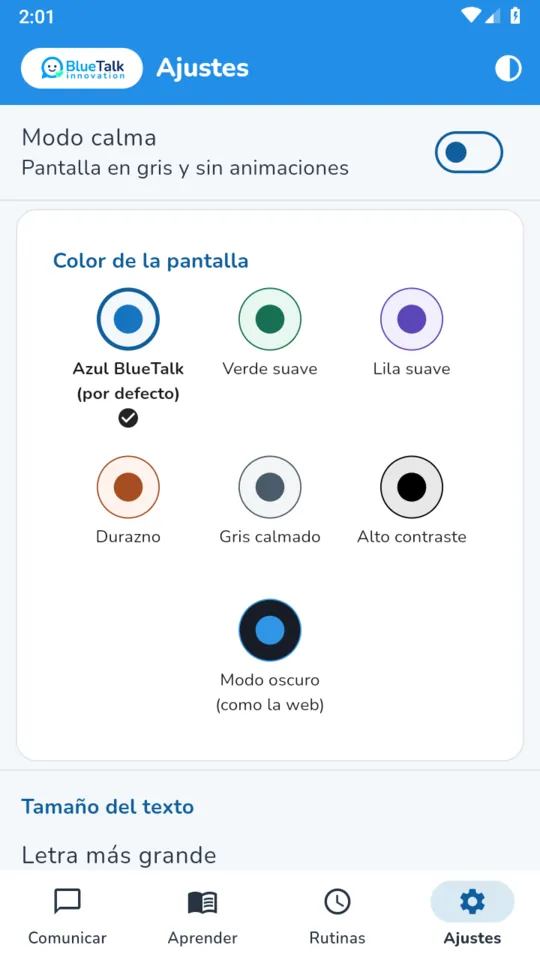 2:01
BlueTalk
innovation
Ajustes
Modo calma
Pantalla en gris y sin animaciones
Color de la pantalla
Azul BlueTalk
(por defecto)
Verde suave
Lila suave
Durazno
Gris calmado
Alto contraste
Modo oscuro
(como la web)
Tamaño del texto
Letra más grande
Comunicar
Aprender
Rutinas
Ajustes